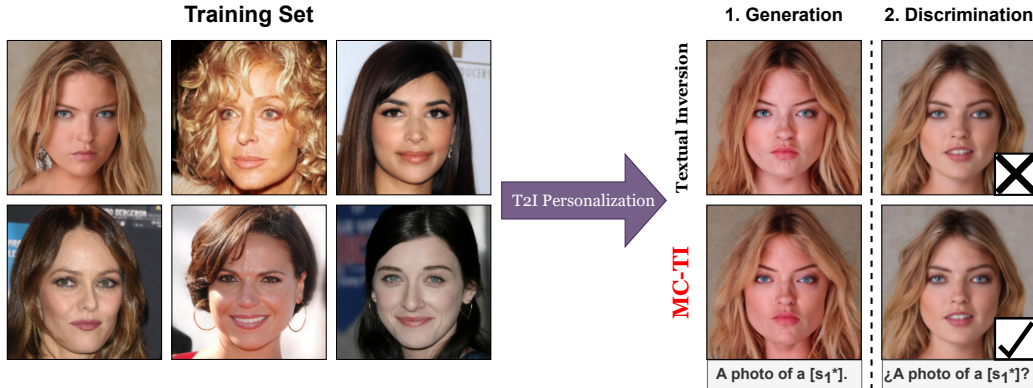 Training Set
1. Generation
2. Discrimination
Textual Inversion
T2I Personalization
MC-TI
A photo of a [s₁*].
¿A photo of a [s₁*]?